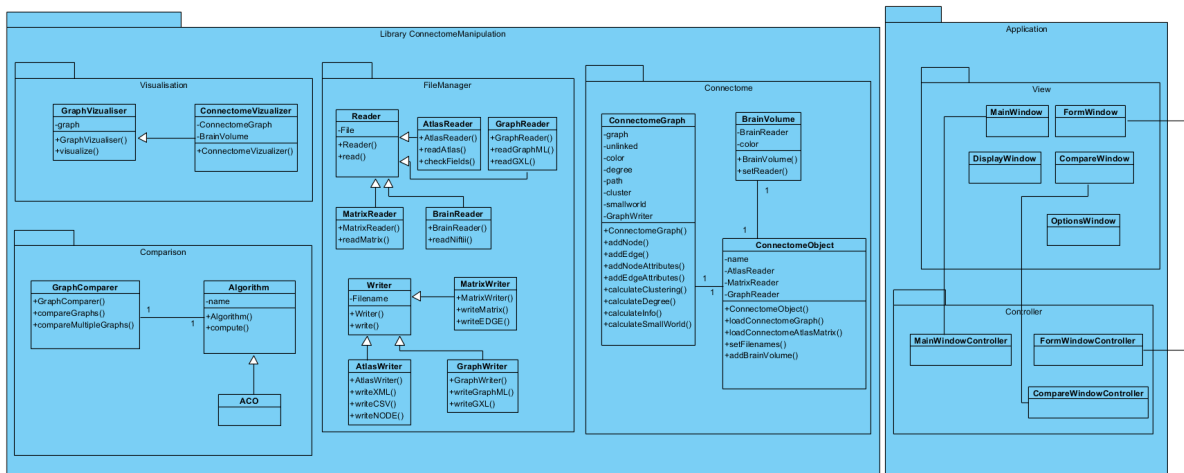 Library ConnectomeManipulation
Visualisation
GraphVizualiser
-graph
+GraphVizualiser()
+visualize()
ConnectomeVizualizer
-ConnectomeGraph
-BrainVolume
+ConnectomeVizualizer()
Comparison
GraphComparer
+GraphComparer()
+compareGraphs()
+compareMultipleGraphs()
1
1
Algorithm
-name
+Algorithm()
+compute()
ACO
FileManager
Reader
-File
+Reader()
+read()
AtlasReader
+AtlasReader()
+readAtlas()
+checkFields()
GraphReader
+GraphReader()
+readGraphML()
+readGXL()
MatrixReader
+MatrixReader()
+readMatrix()
BrainReader
+BrainReader()
+readNiftii()
Writer
-Filename
+Writer()
+write()
MatrixWriter
+MatrixWriter()
+writeMatrix()
+writeEDGE()
AtlasWriter
+AtlasWriter()
+writeXML()
+writeCSV()
+writeNODE()
GraphWriter
+GraphWriter()
+writeGraphML()
+writeGXL()
Connectome
ConnectomeGraph
-graph
-unlinked
-color
-degree
-path
-cluster
-smallworld
-GraphWriter
+ConnectomeGraph()
+addNode()
+addEdge()
+addNodeAttributes()
+addEdgeAttributes()
+calculateClustering()
+calculateDegree()
+calculateInfo()
+calculateSmallWorld()
BrainVolume
-BrainReader
-color
+BrainVolume()
+setReader()
1
1
1
1
ConnectomeObject
-name
-AtlasReader
-MatrixReader
-GraphReader
+ConnectomeObject()
+loadConnectomeGraph()
+loadConnectomeAtlasMatrix()
+setFilenames()
+addBrainVolume()
Application
View
MainWindow
FormWindow
DisplayWindow
CompareWindow
OptionsWindow
Controller
MainWindowController
FormWindowController
CompareWindowController